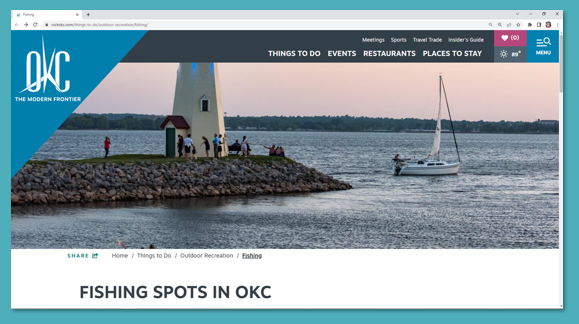 Fishing
visitokc.com/things-to-do/outdoor-recreation/fishing/
Meetings Sports Travel Trade Insider's Guide
(0)
THINGS TO DO EVENTS RESTAURANTS PLACES TO STAY
89°
MENU
OKC
THE MODERN FRONTIER
SHARE
Home / Things to Do / Outdoor Recreation / Fishing
FISHING SPOTS IN OKC